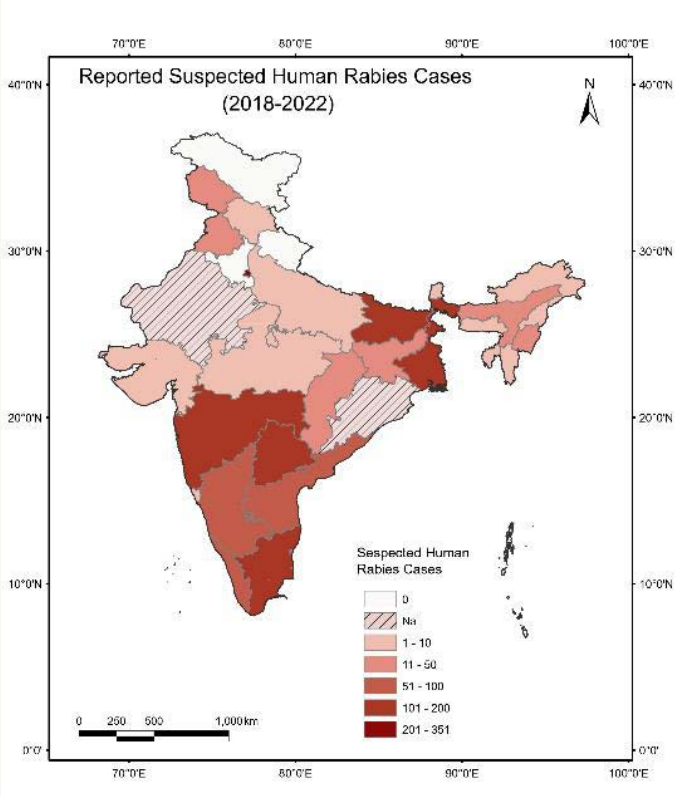 70°0'E 80°0'E 90°0'E 100°0'E
Reported Suspected Human Rabies Cases
(2018-2022)
N
40°0'N 40°0'N
30°0'N 30°0'N
20°0'N 20°0'N
10°0'N 10°0'N
0°0' 0°0'
Sespected Human
Rabies Cases
0
Na
1 - 10
11 - 50
51 - 100
101 - 200
201 - 351
0 250 500 1,000 km
70°0'E 80°0'E 90°0'E 100°0'E